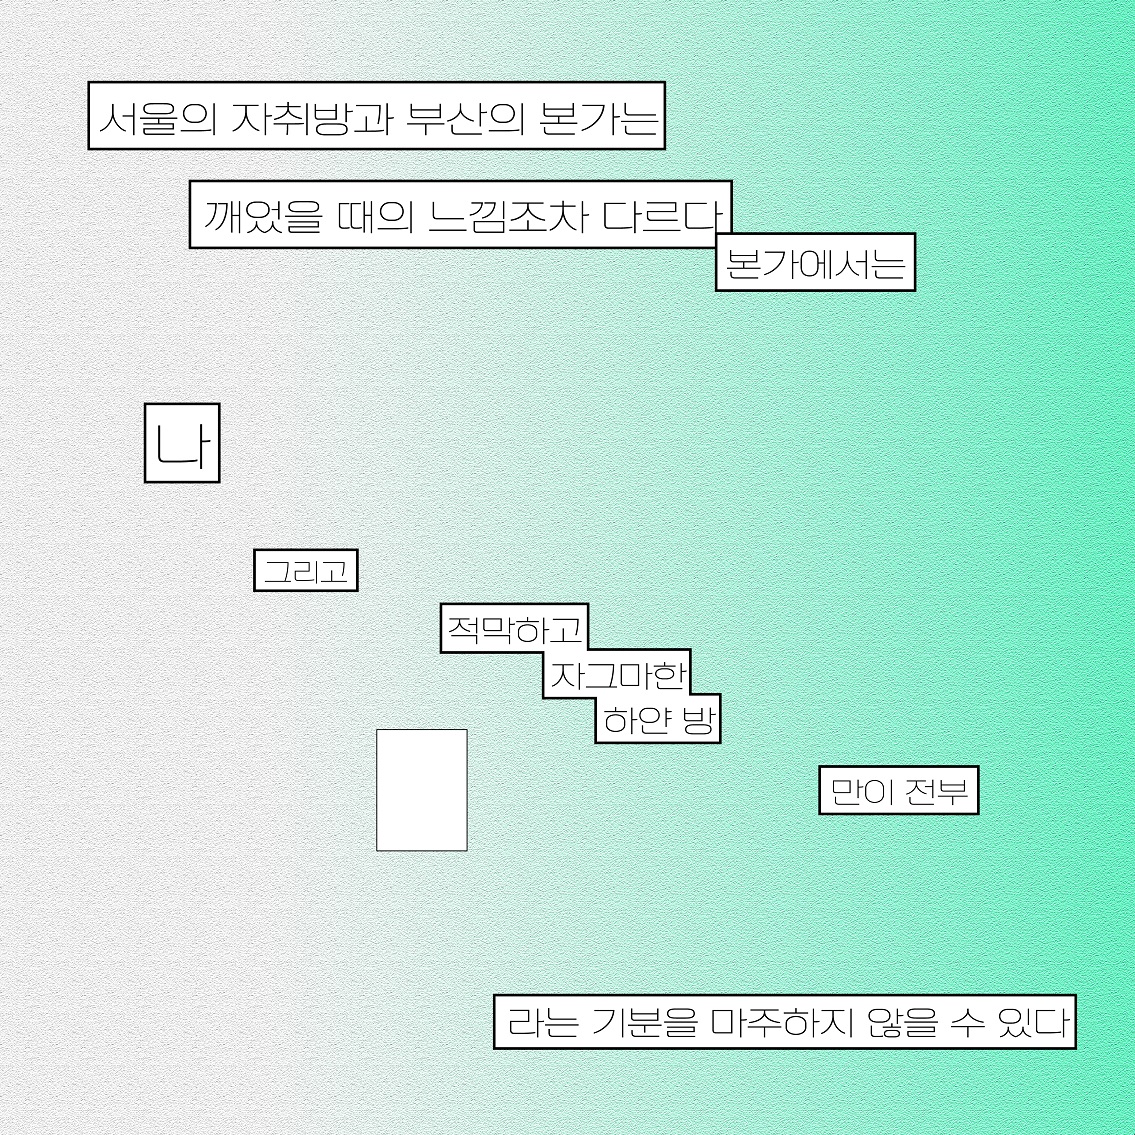 서울의 자취방과 부산의 본가는
깨었을 때의 느낌조차 다르다
본가에서는
나
그리고
적막하고
자그마한
하얀 방
만이 전부
라는 기분을 마주하지 않을 수 있다